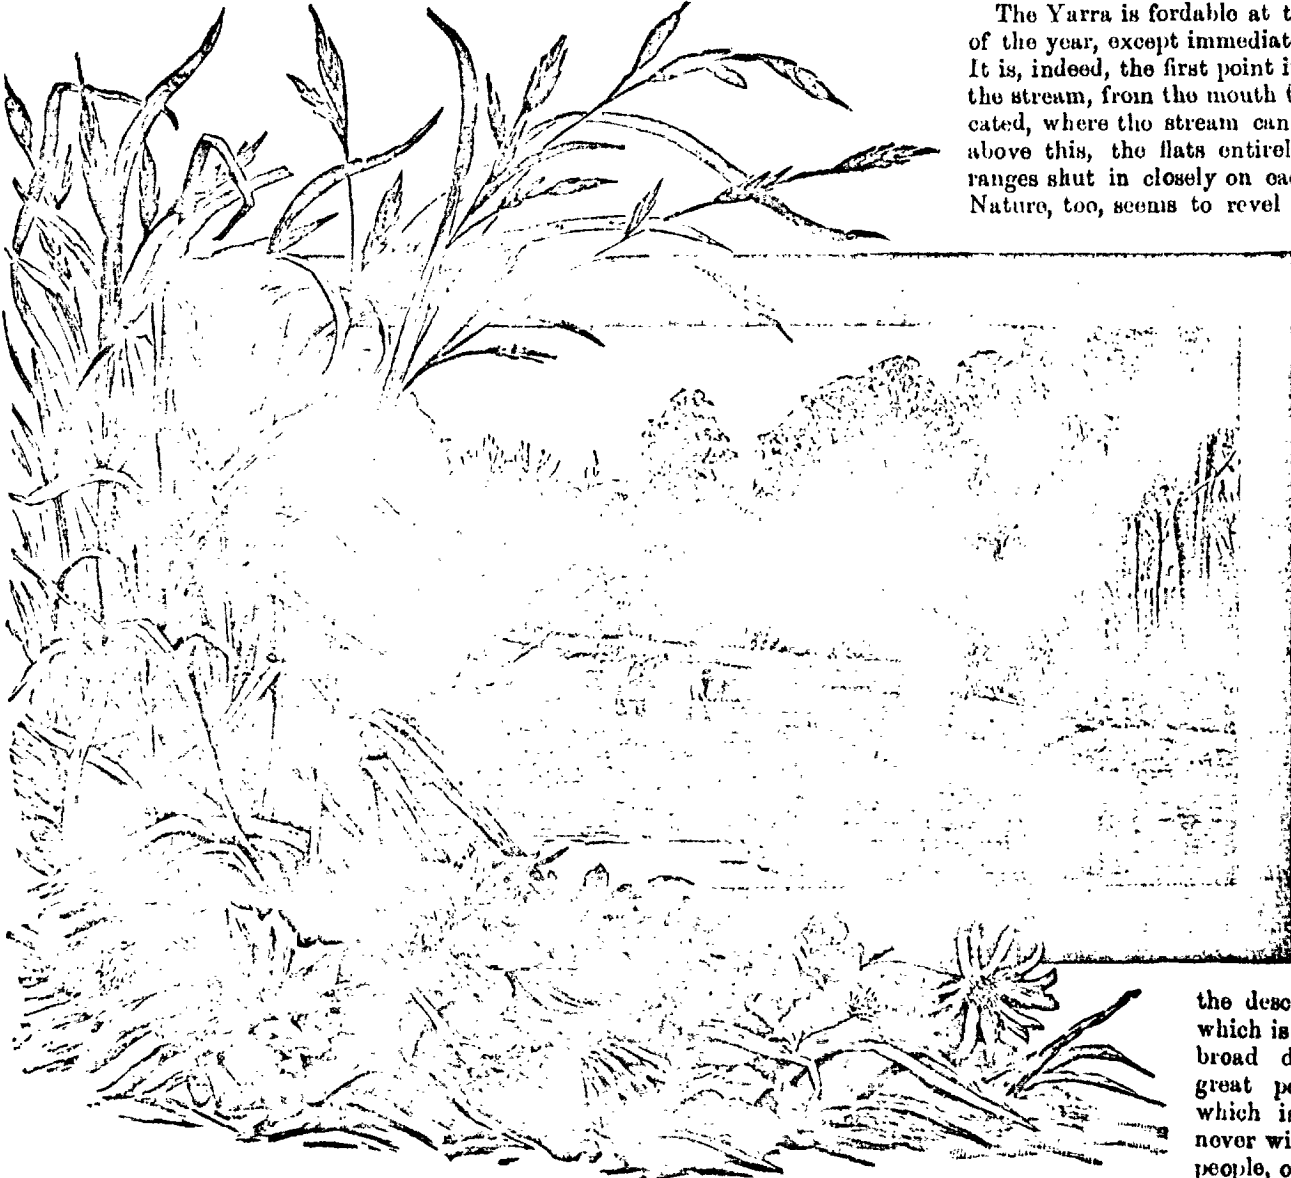 The Yarra is fordable at t
of the year, except immediat
It is, indeed, the first point i
the stream, from the mouth
cated, where the stream can
above this, the flats entirel
ranges shut in closely on ea
Nature, too, seems to revel
the desc
which is
broad d
great p
which i
never wi
people, o